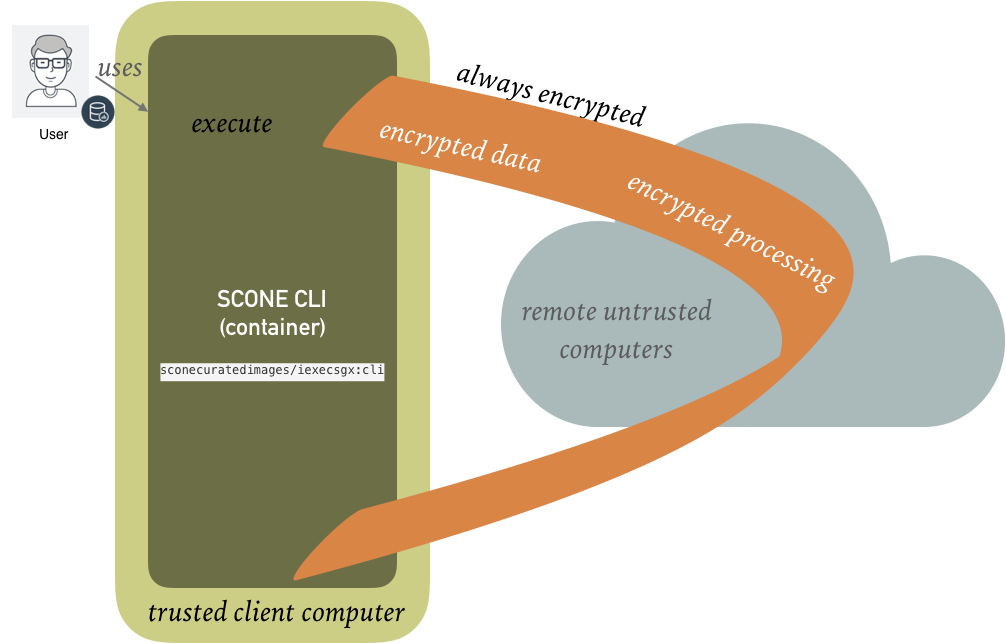 uses
User
execute
always encrypted
encrypted data
encrypted processing
SCONE CLI
(container)
sconecuratedimages/iexecsgx:cli
remote untrusted
computers
trusted client computer